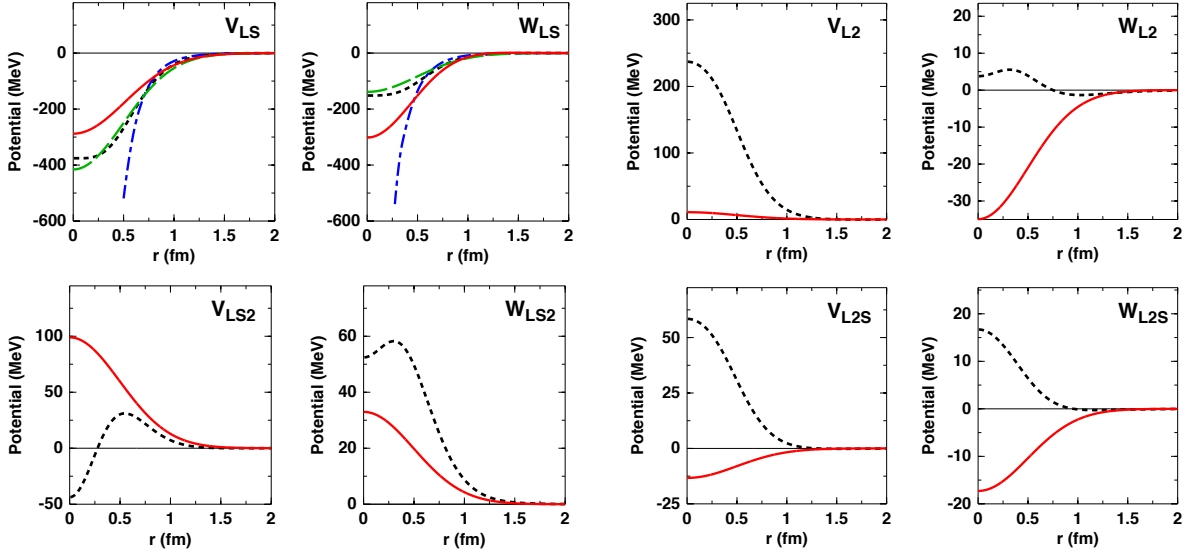 V_LS
Potential (MeV)
0
-200
-400
-600
0 0.5 1 1.5 2
r (fm)
W_LS
Potential (MeV)
0
-200
-400
-600
0 0.5 1 1.5 2
r (fm)
V_L2
Potential (MeV)
300
200
100
0
0 0.5 1 1.5 2
r (fm)
W_L2
Potential (MeV)
20
10
0
-10
-20
-30
0 0.5 1 1.5 2
r (fm)
V_LS2
Potential (MeV)
100
50
0
-50
0 0.5 1 1.5 2
r (fm)
W_LS2
Potential (MeV)
60
40
20
0
0 0.5 1 1.5 2
r (fm)
V_L2S
Potential (MeV)
50
25
0
-25
0 0.5 1 1.5 2
r (fm)
W_L2S
Potential (MeV)
20
10
0
-10
-20
0 0.5 1 1.5 2
r (fm)